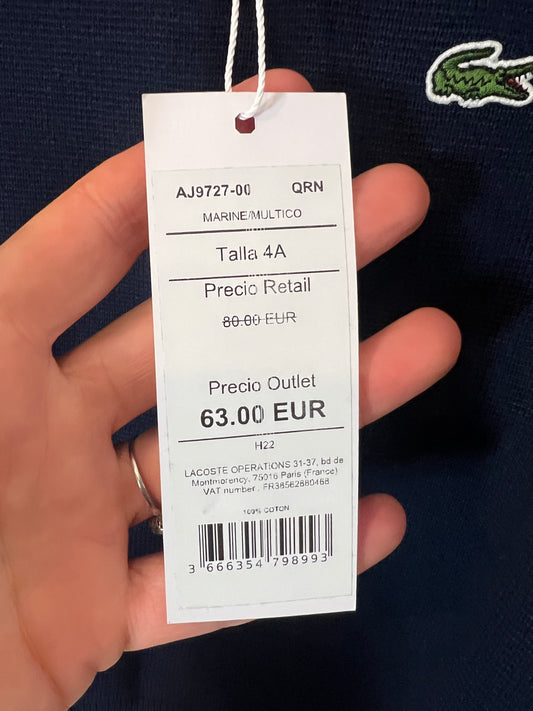 AJ9727-00 QRN
MARINE/MULTICO
Talla 4A
Precio Retail
80.00 EUR
Precio Outlet
63.00 EUR
H22
LACOSTE OPERATIONS 31-37, bd de
Montmorency, 75016 Paris (France)
VAT number : FR38562880468
100% COTON
3 666354 798993